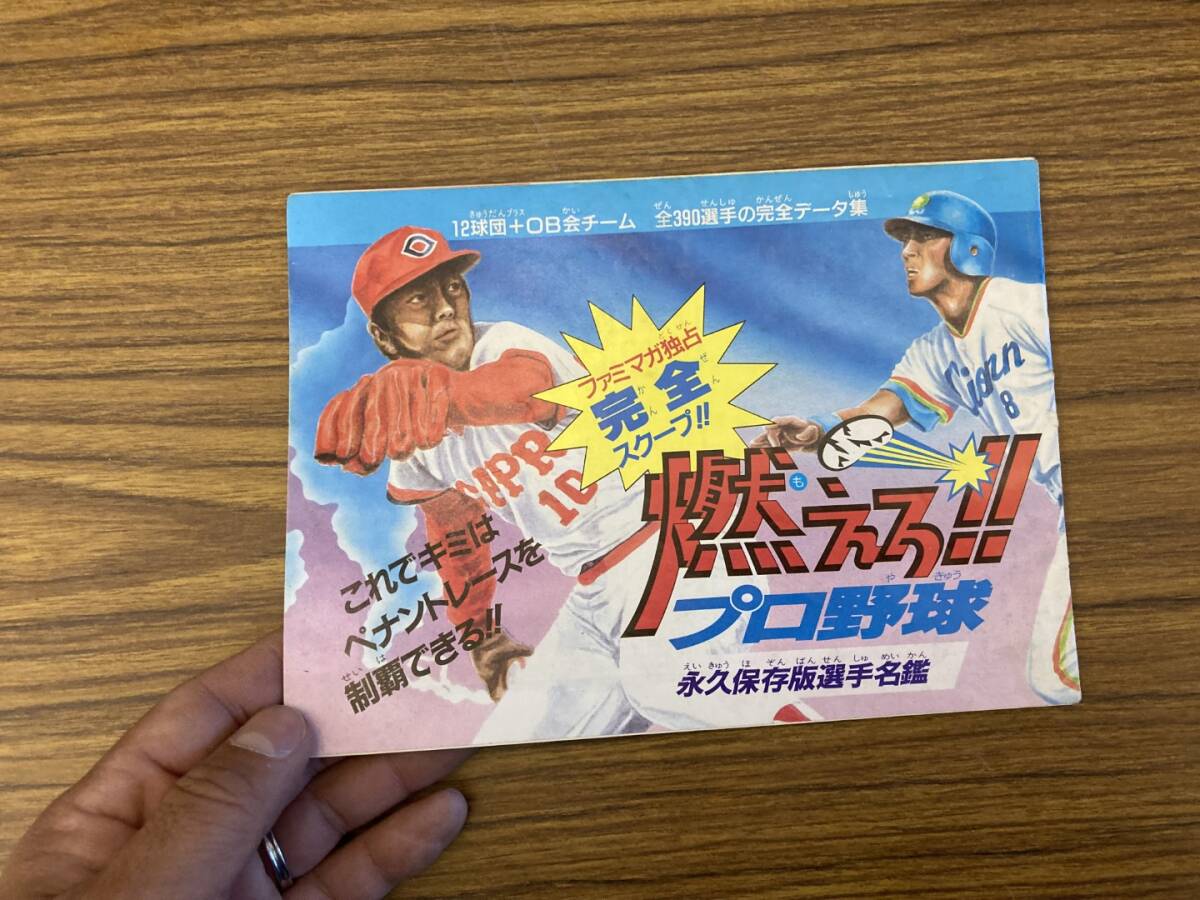 12球団+OB会チーム 全390選手の完全データ集
ファミマガ独占
完全
スクープ!!
Lionn
8
NPPR
10
燃えろ!!
プロ野球
永久保存版選手名鑑
これでキミは
ペナントレースを
制覇できる!!